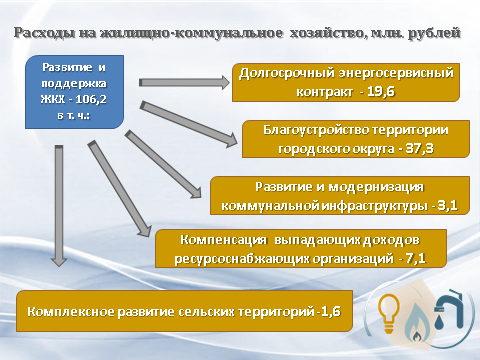 Расходы на жилищно-коммунальное хозяйство, млн. рублей
Развитие и
поддержка
ЖКХ - 106,2
в т. ч.:
Долгосрочный энергосервисный
контракт - 19,6
Благоустройство территории
городского округа - 37,3
Развитие и модернизация
коммунальной инфраструктуры - 3,1
Компенсация выпадающих доходов
ресурсоснабжающих организаций - 7,1
Комплексное развитие сельских территорий -1,6